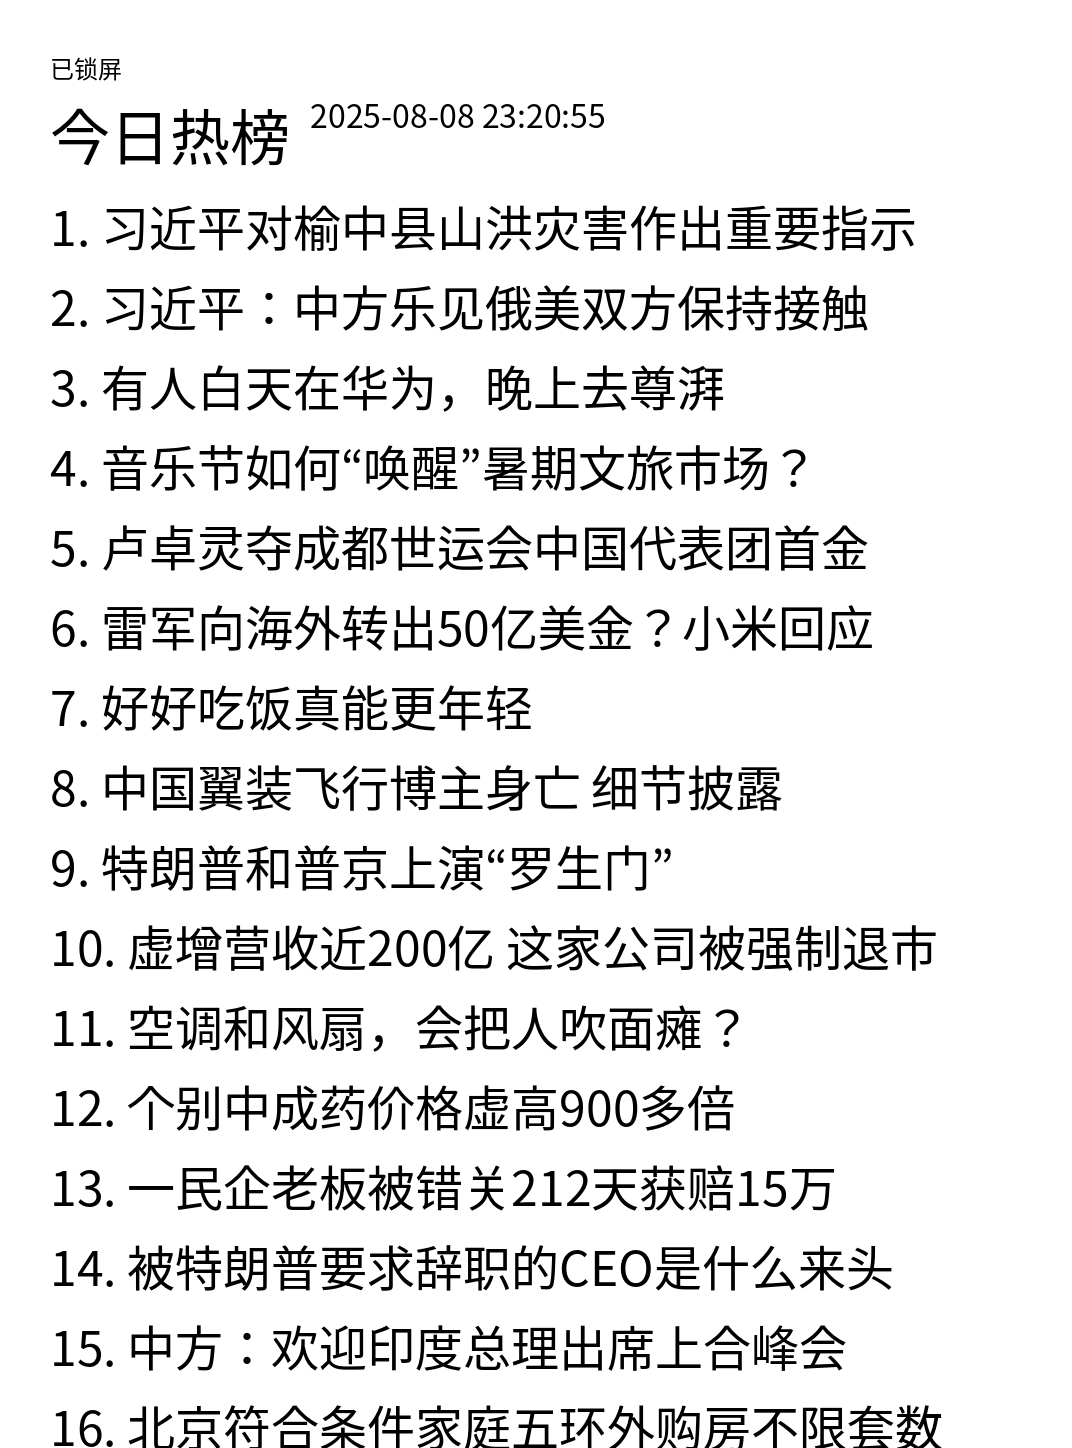 已锁屏
今日热榜 2025-08-08 23:20:55
1. 习近平对榆中县山洪灾害作出重要指示
2. 习近平：中方乐见俄美双方保持接触
3. 有人白天在华为，晚上去尊湃
4. 音乐节如何“唤醒”暑期文旅市场？
5. 卢卓灵夺成都世运会中国代表团首金
6. 雷军向海外转出50亿美金？小米回应
7. 好好吃饭真能更年轻
8. 中国翼装飞行博主身亡 细节披露
9. 特朗普和普京上演“罗生门”
10. 虚增营收近200亿 这家公司被强制退市
11. 空调和风扇，会把人吹面瘫？
12. 个别中成药价格虚高900多倍
13. 一民企老板被错关212天获赔15万
14. 被特朗普要求辞职的CEO是什么来头
15. 中方：欢迎印度总理出席上合峰会
16. 北京符合条件家庭五环外购房不限套数